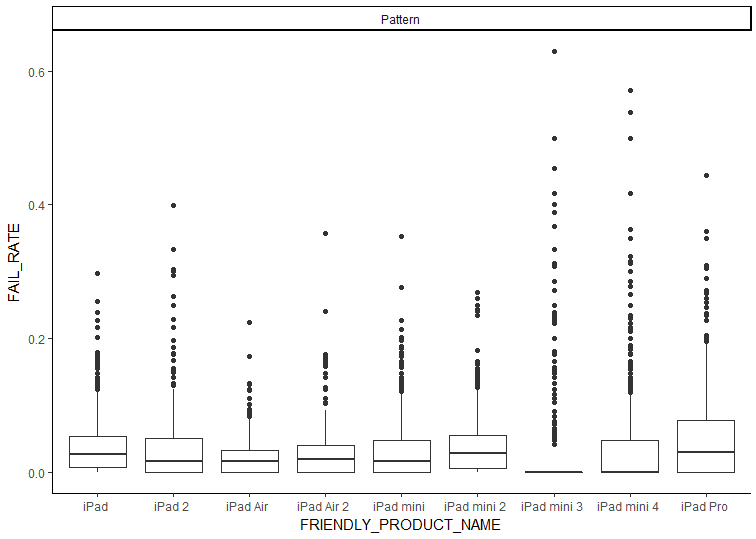 Pattern
0.6
0.4
0.2
0.0
FAIL_RATE
iPad iPad 2 iPad Air iPad Air 2 iPad mini iPad mini 2 iPad mini 3 iPad mini 4 iPad Pro
FRIENDLY_PRODUCT_NAME